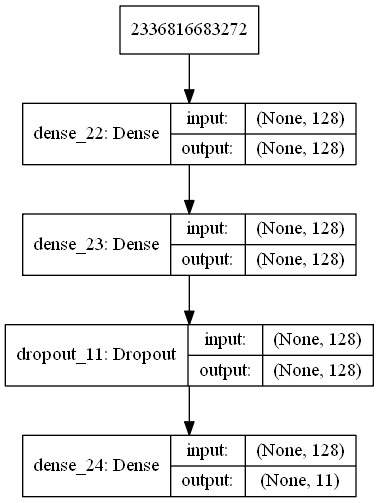 2336816683272
dense_22: Dense
input: (None, 128)
output: (None, 128)
dense_23: Dense
input: (None, 128)
output: (None, 128)
dropout_11: Dropout
input: (None, 128)
output: (None, 128)
dense_24: Dense
input: (None, 128)
output: (None, 11)